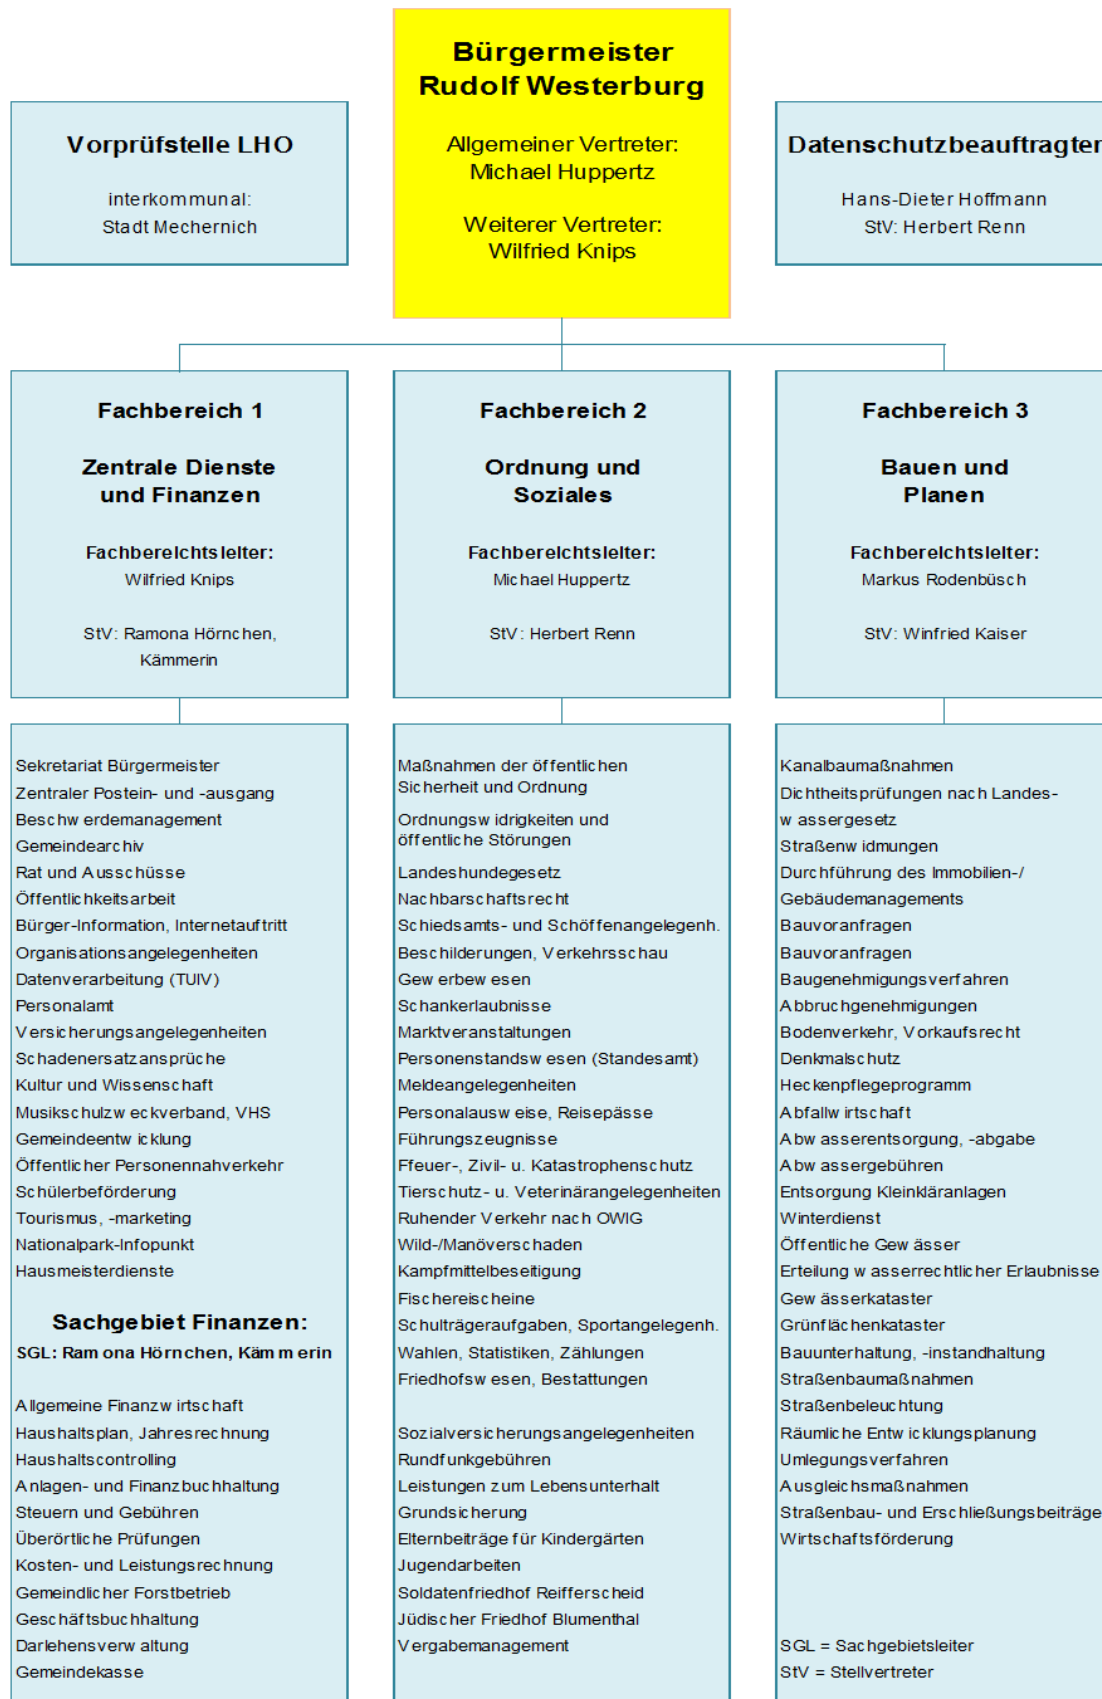 Bürgermeister
Rudolf Westerburg
Allgemeiner Vertreter:
Michael Huppertz
Weiterer Vertreter:
Wilfried Knips
Vorprüfstelle LHO
interkommunal:
Stadt Mechernich
Datenschutzbeauftragter
Hans-Dieter Hoffmann
StV: Herbert Renn
Fachbereich 1
Zentrale Dienste
und Finanzen
Fachbereichtsleiter:
Wilfried Knips
StV: Ramona Hörnchen,
Kämmerin
Fachbereich 2
Ordnung und
Soziales
Fachbereichtsleiter:
Michael Huppertz
StV: Herbert Renn
Fachbereich 3
Bauen und
Planen
Fachbereichtsleiter:
Markus Rodenbüsch
StV: Winfried Kaiser
Sekretariat Bürgermeister
Zentraler Postein- und -ausgang
Beschwerdemanagement
Gemeindearchiv
Rat und Ausschüsse
Öffentlichkeitsarbeit
Bürger-Information, Internetauftritt
Organisationsangelegenheiten
Datenverarbeitung (TUIV)
Personalamt
Versicherungsangelegenheiten
Schadenersatzansprüche
Kultur und Wissenschaft
Musikschulzweckverband, VHS
Gemeindeentwicklung
Öffentlicher Personennahverkehr
Schülerbeförderung
Tourismus, -marketing
Nationalpark-Infopunkt
Hausmeisterdienste
Sachgebiet Finanzen:
SGL: Ramona Hörnchen, Kämmerin
Allgemeine Finanzwirtschaft
Haushaltsplan, Jahresrechnung
Haushaltscontrolling
Anlagen- und Finanzbuchhaltung
Steuern und Gebühren
Überörtliche Prüfungen
Kosten- und Leistungsrechnung
Gemeindlicher Forstbetrieb
Geschäftsbuchhaltung
Darlehensverwaltung
Gemeindekasse
Maßnahmen der öffentlichen
Sicherheit und Ordnung
Ordnungswidrigkeiten und
öffentliche Störungen
Landeshundegesetz
Nachbarschaftsrecht
Schiedsamts- und Schöffenangelegenh.
Beschilderungen, Verkehrsschau
Gewerbewesen
Schankerlaubnisse
Marktveranstaltungen
Personenstandswesen (Standesamt)
Meldeangelegenheiten
Personalausweise, Reisepässe
Führungszeugnisse
Ffeuer-, Zivil- u. Katastrophenschutz
Tierschutz- u. Veterinärangelegenheiten
Ruhender Verkehr nach OWIG
Wild-/Manöverschaden
Kampfmittelbeseitigung
Fischereischeine
Schulträgeraufgaben, Sportangelegenh.
Wahlen, Statistiken, Zählungen
Friedhofswesen, Bestattungen
Sozialversicherungsangelegenheiten
Rundfunkgebühren
Leistungen zum Lebensunterhalt
Grundsicherung
Elternbeiträge für Kindergärten
Jugendarbeiten
Soldatenfriedhof Reifferscheid
Jüdischer Friedhof Blumenthal
Vergabemanagement
Kanalbaumaßnahmen
Dichtheitsprüfungen nach Landes-
wassergesetz
Straßenwidmungen
Durchführung des Immobilien-/
Gebäudemanagements
Bauvoranfragen
Bauvoranfragen
Baugenehmigungsverfahren
Abbruchgenehmigungen
Bodenverkehr, Vorkaufsrecht
Denkmalschutz
Heckenpflegeprogramm
Abfallwirtschaft
Abwasserentsorgung, -abgabe
Abwassergebühren
Entsorgung Kleinkläranlagen
Winterdienst
Öffentliche Gewässer
Erteilung wasserrechtlicher Erlaubnisse
Gewässerkataster
Grünflächenkataster
Bauunterhaltung, -instandhaltung
Straßenbaumaßnahmen
Straßenbeleuchtung
Räumliche Entwicklungsplanung
Umlegungsverfahren
Ausgleichsmaßnahmen
Straßenbau- und Erschließungsbeiträge
Wirtschaftsförderung
SGL = Sachgebietsleiter
StV = Stellvertreter